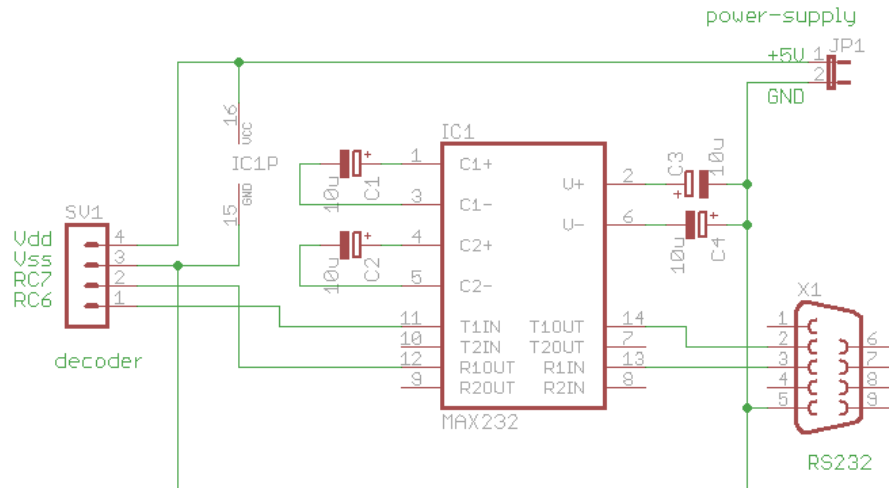 power-supply
JP1
+5V 1
2
GND
16
VCC
IC1P
GND
15
IC1
1 C1+
3 C1-
4 C2+
5 C2-
11 T1IN
10 T2IN
12 R1OUT
9 R2OUT
V+ 2
V- 6
T1OUT 14
T2OUT 7
R1IN 13
R2IN 8
MAX232
+
10u
C1
+
10u
C2
C3
10u
+
+
10u
C4
SV1
Vdd 4
Vss 3
RC7 2
RC6 1
decoder
X1
1
2
3
4
5
6
7
8
9
RS232